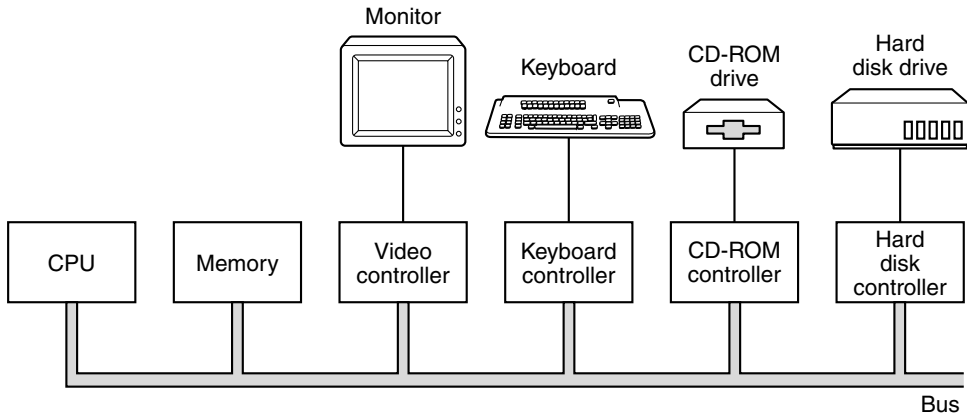 Monitor
Keyboard
CD-ROM
drive
Hard
disk drive
CPU
Memory
Video
controller
Keyboard
controller
CD-ROM
controller
Hard
disk
controller
Bus